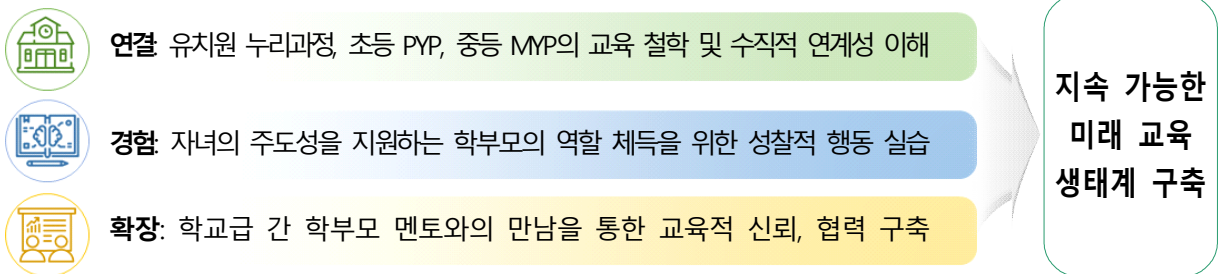 연결: 유치원 누리과정, 초등 PYP, 중등 MYP의 교육 철학 및 수직적 연계성 이해
경험: 자녀의 주도성을 지원하는 학부모의 역할 체득을 위한 성찰적 행동 실습
확장: 학교급 간 학부모 멘토와의 만남을 통한 교육적 신뢰, 협력 구축
지속 가능한
미래 교육
생태계 구축